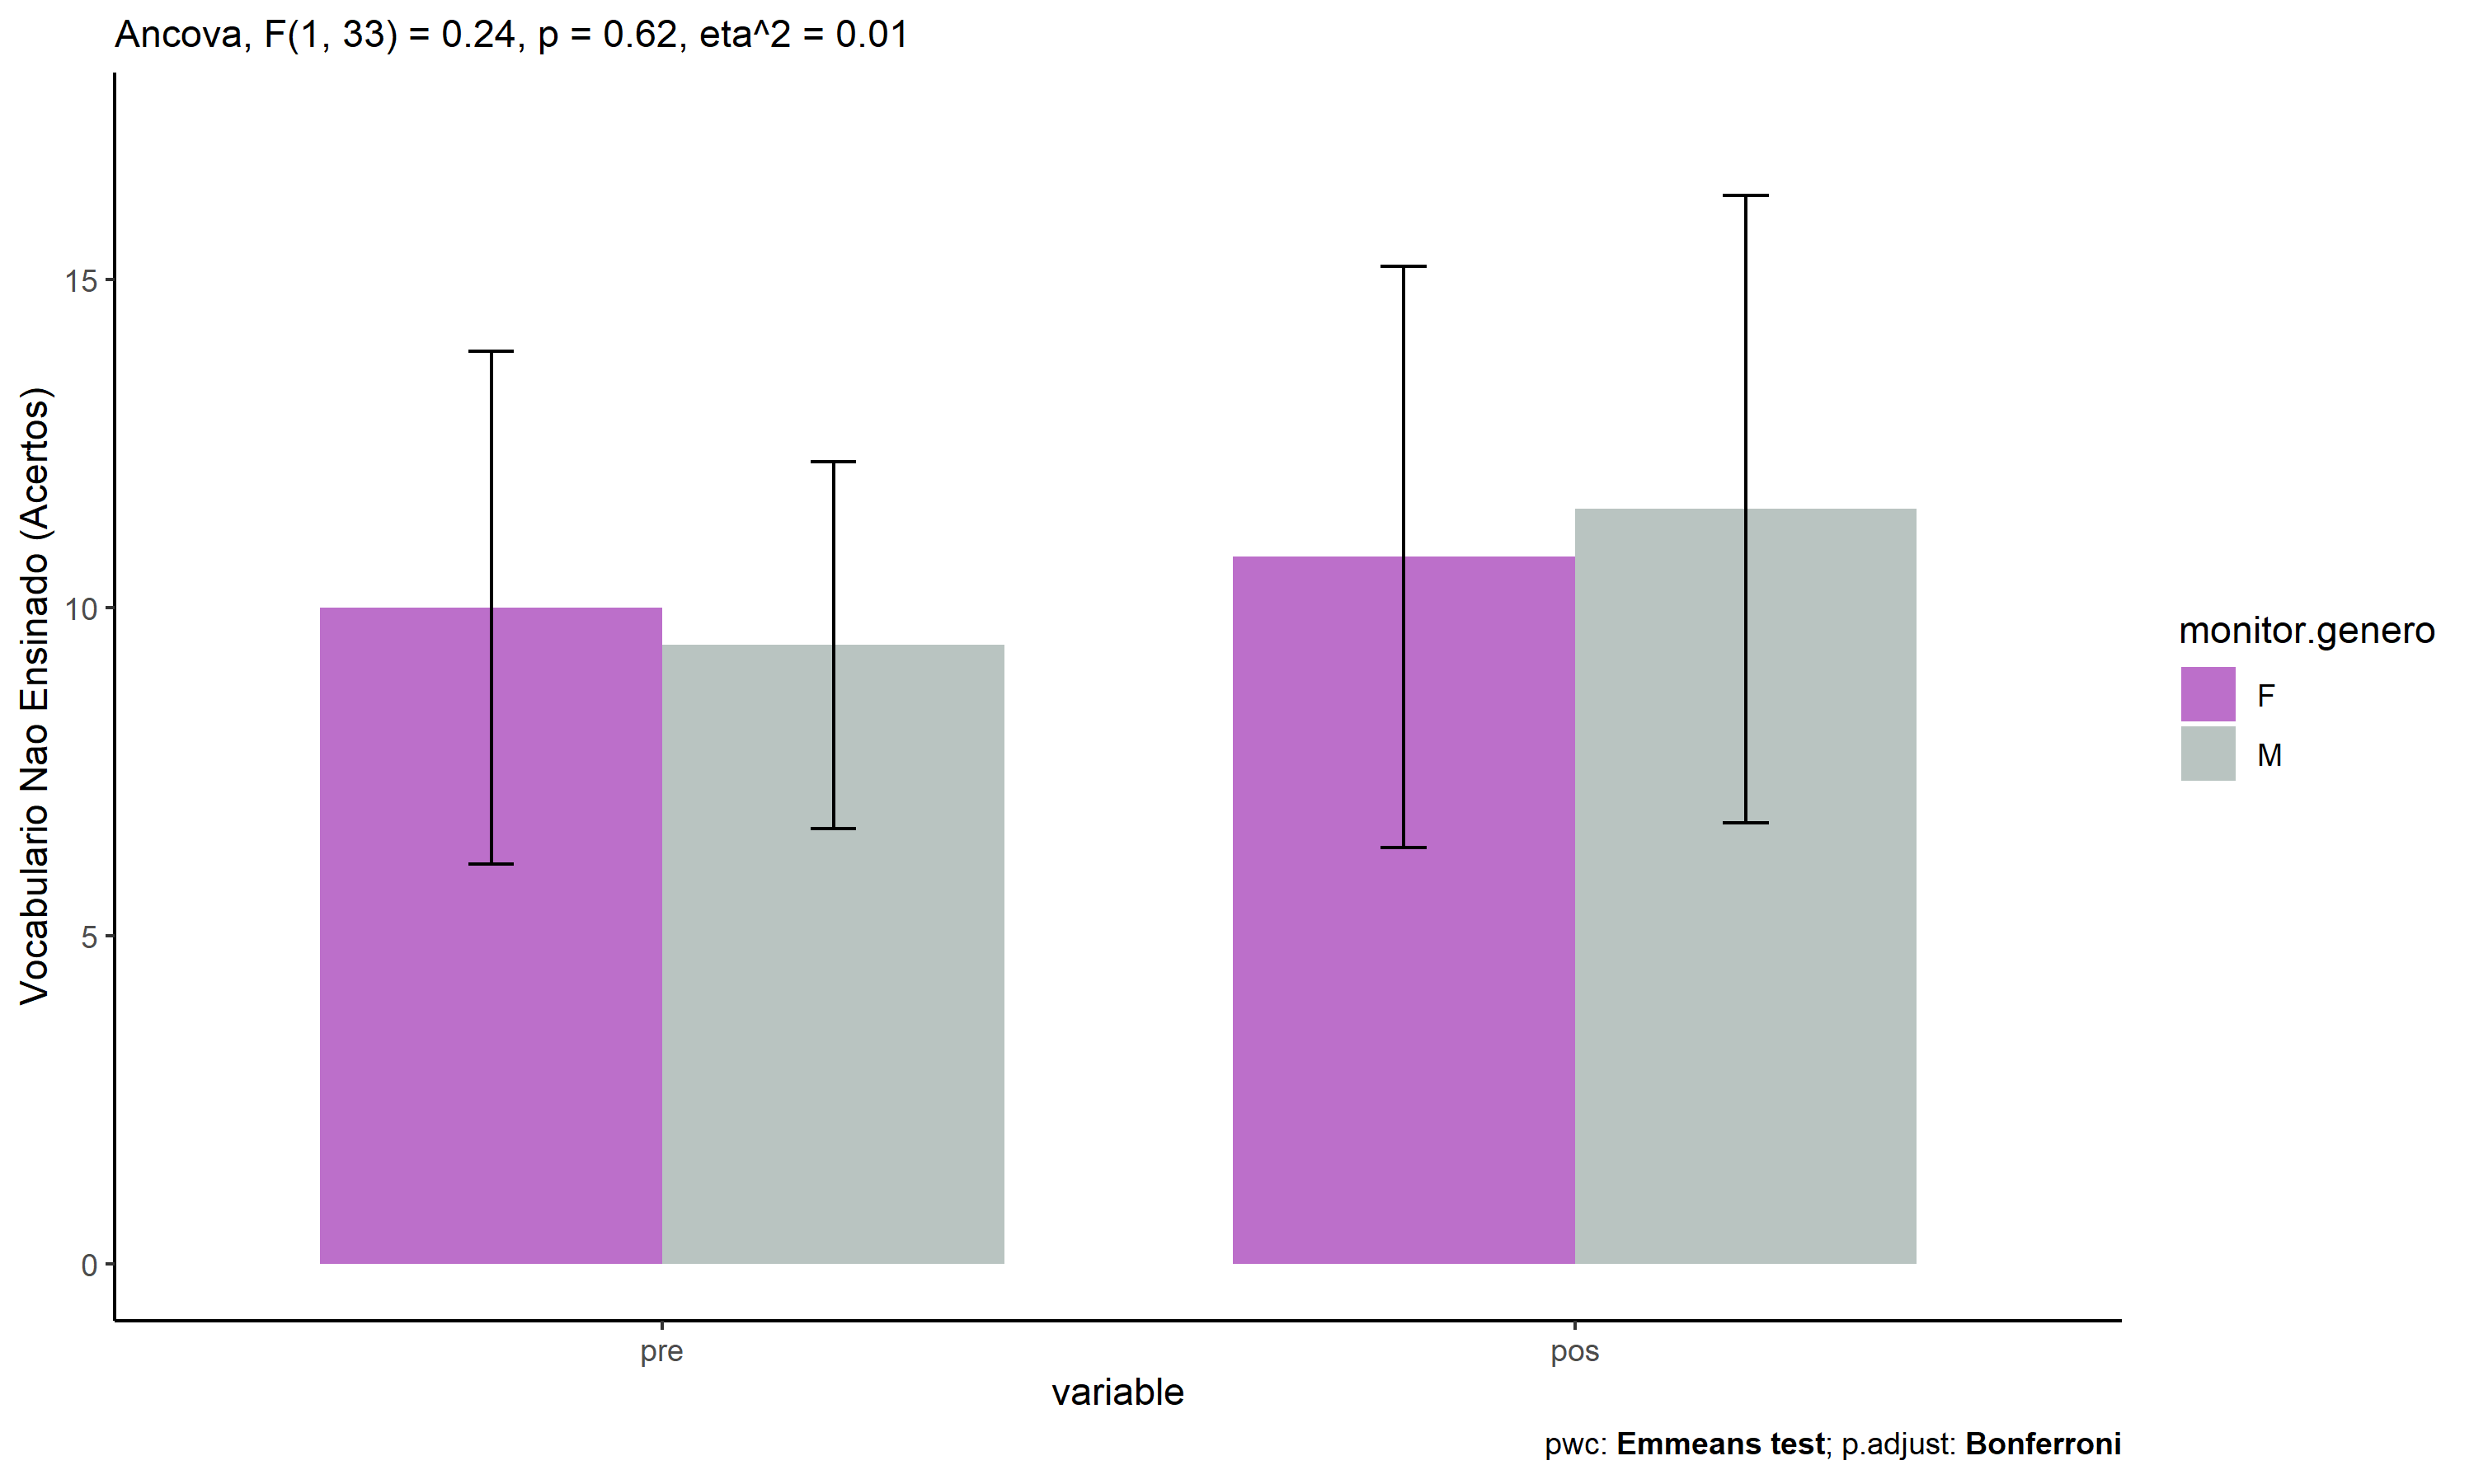 Ancova, F(1, 33) = 0.24, p = 0.62, eta^2 = 0.01
Vocabulario Nao Ensinado (Acertos)
15
10
5
0
pre
pos
variable
monitor.genero
F
M
pwc: Emmeans test; p.adjust: Bonferroni